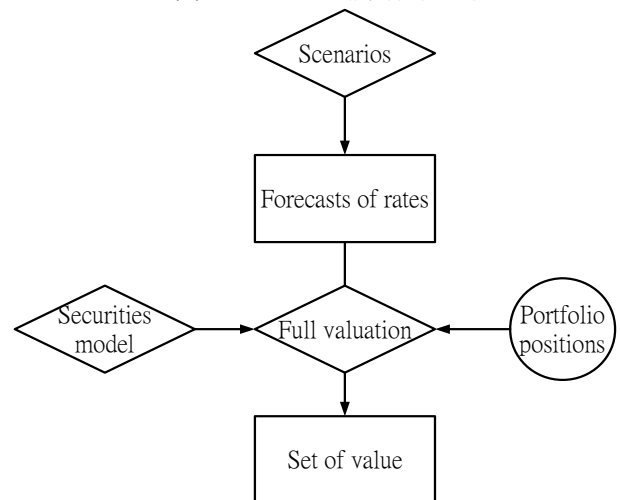 Scenarios
Forecasts of rates
Securities
model
Full valuation
Portfolio
positions
Set of value